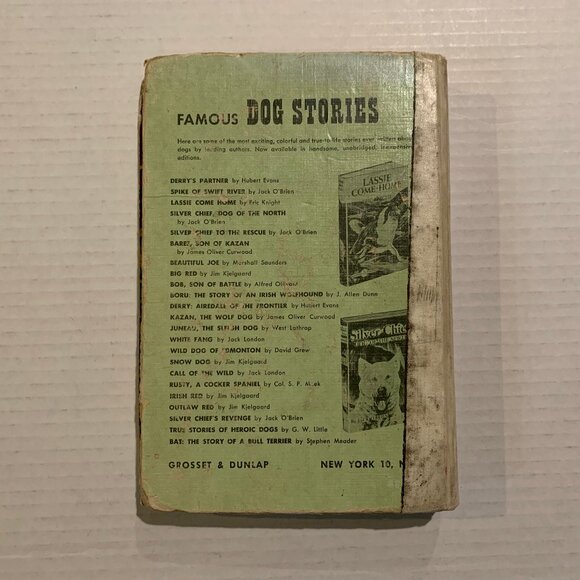 FAMOUS DOG STORIES
Here are some of the most exciting, colorful and true-to-life stories ever written
dogs by leading authors. Now available in handsome, unabridged,
editions.
DERRY'S PARTNER by Hubert Evans
SPIKE OF SWIFT RIVER by Jack O'Brien
LASSIE COME HOME by Eric Knight
SILVER CHIEF, DOG OF THE NORTH
by Jack O'Brien
SILVER CHIEF TO THE RESCUE by Jack O'Brien
BAREE, SON OF KAZAN
by James Oliver Curwood
BEAUTIFUL JOE by Marshall Saunders
BIG RED by Jim Kjelgaard
BOB, SON OF BATTLE by Alfred Ollivant
BORU: THE STORY OF AN IRISH WOLFHOUND by J. Allen Dunn
DERRY: AIREDALE OF THE FRONTIER by Hubert Evans
KAZAN, THE WOLF DOG by James Oliver Curwood
JUNEAU, THE SLEIGH DOG by West Lathrop
WHITE FANG by Jack London
WILD DOG OF EDMONTON by David Grew
SNOW DOG by Jim Kjelgaard
CALL OF THE WILD by Jack London
RUSTY, A COCKER SPANIEL by Col. S. P. Meek
IRISH RED by Jim Kjelgaard
OUTLAW RED by Jim Kjelgaard
SILVER CHIEF'S REVENGE by Jack O'Brien
TRUE STORIES OF HEROIC DOGS by G. W. Little
BAT: THE STORY OF A BULL TERRIER by Stephen Meader
LASSIE
COME-HOME
Silver Chief
GROSSET & DUNLAP NEW YORK 10, N